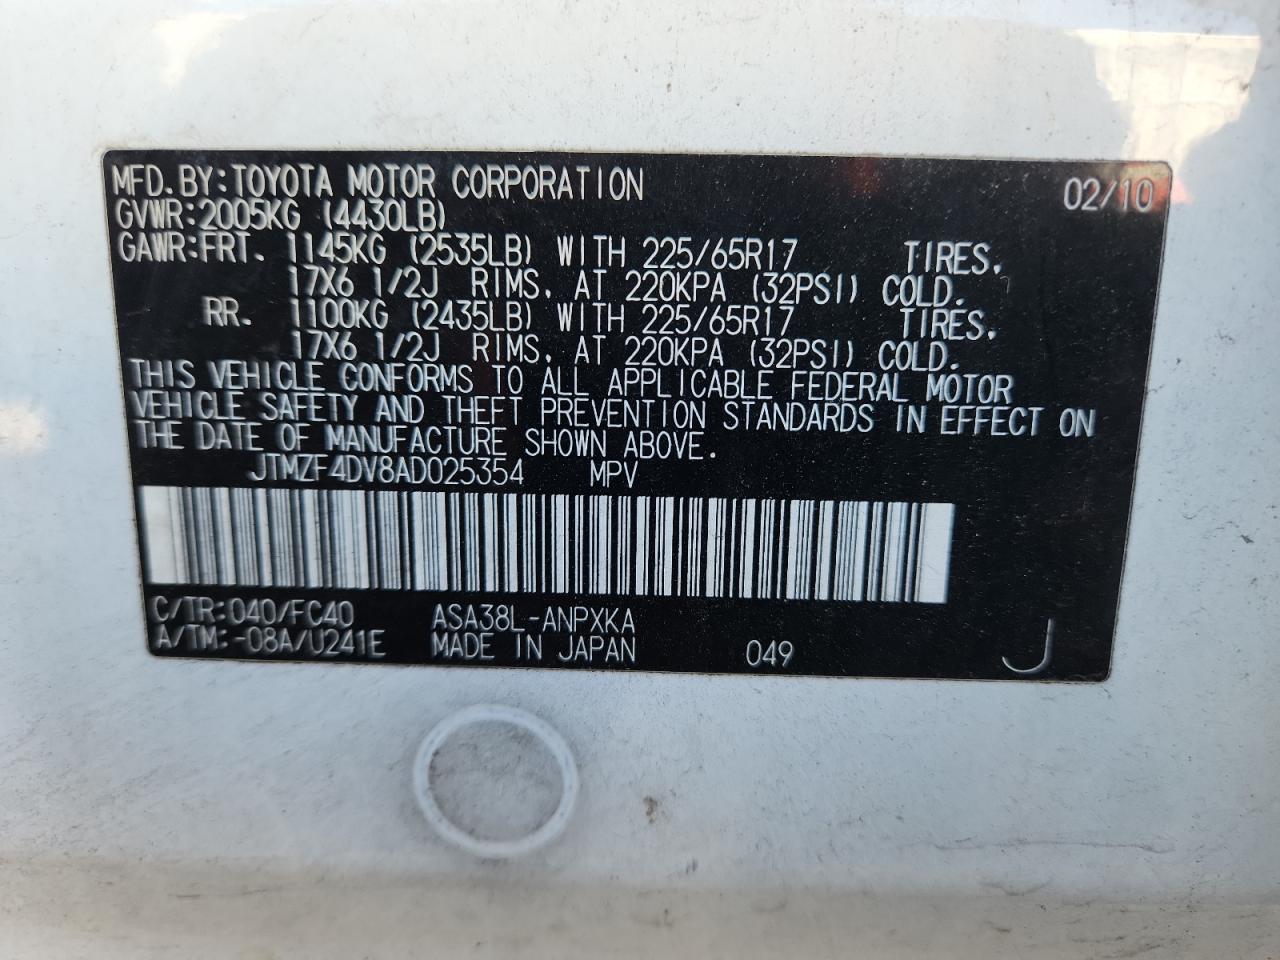 MFD.BY:TOYOTA MOTOR CORPORATION 02/10
GVWR:2005KG (4430LB)
GAWR:FRT. 1145KG (2535LB) WITH 225/65R17 TIRES,
17X6 1/2J RIMS, AT 220KPA (32PSI) COLD.
RR. 1100KG (2435LB) WITH 225/65R17 TIRES,
17X6 1/2J RIMS, AT 220KPA (32PSI) COLD.
THIS VEHICLE CONFORMS TO ALL APPLICABLE FEDERAL MOTOR
VEHICLE SAFETY AND THEFT PREVENTION STANDARDS IN EFFECT ON
THE DATE OF MANUFACTURE SHOWN ABOVE.
JTMZF4DV8AD025354 MPV
C/TR:040/FC40 ASA38L-ANPXKA
A/TM:-08A/U241E MADE IN JAPAN 049 J